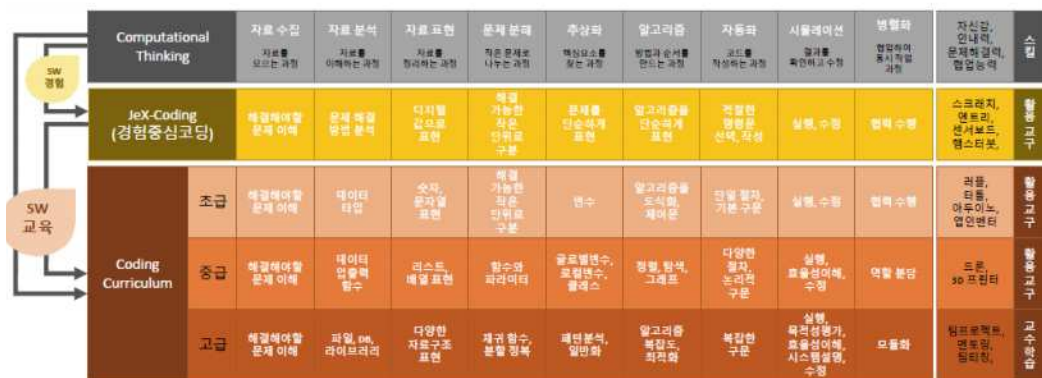 Computational
Thinking
자료 수집
자료를
모으는 과정
자료 분석
자료를
이해하는 과정
자료 표현
자료를
정리하는 과정
문제 분해
작은 문제로
나누는 과정
추상화
핵심요소를
찾는 과정
알고리즘
방법과 순서를
만드는 과정
자동화
코드를
작성하는 과정
시뮬레이션
결과를
확인하고 수정
병렬화
협업하여
동시작업
과정
자신감,
인내력,
문제해결력,
협업능력
스킬
SW
경험
JeX-Coding
(경험중심코딩)
해결해야할
문제 이해
문제 해결
방법 분석
디지털
값으로
표현
해결
가능한
작은
단위로
구분
문제를
단순하게
표현
알고리즘을
단순하게
표현
적절한
명령문
선택, 작성
실행, 수정
협력 수행
스크래치,
엔트리,
센서보드,
햄스터봇,
활용 교구
SW
교육
Coding
Curriculum
초급
해결해야할
문제 이해
데이터
타입
숫자,
문자열
표현
해결
가능한
작은
단위로
구분
변수
알고리즘을
도식화,
제어문
단일 절차,
기본 구문
실행, 수정
협력 수행
러플,
터틀,
아두이노,
앱인벤터
활용 교구
중급
해결해야할
문제 이해
데이터
입출력
함수
리스트,
배열 표현
함수와
파라미터
글로벌변수,
로컬변수,
클래스
정렬, 탐색,
그래프
다양한
절차,
논리적
구문
실행,
효율성이해,
수정
역할 분담
드론,
3D 프린터
활용 교구
고급
해결해야할
문제 이해
파일, DB,
라이브러리
다양한
자료구조
표현
재귀 함수,
분할 정복
패턴분석,
일반화
알고리즘
복잡도,
최적화
복잡한
구문
실행,
목적성평가,
효율성이해,
시스템설명,
수정
모듈화
팀프로젝트,
멘토링,
팀티칭,
교수학습